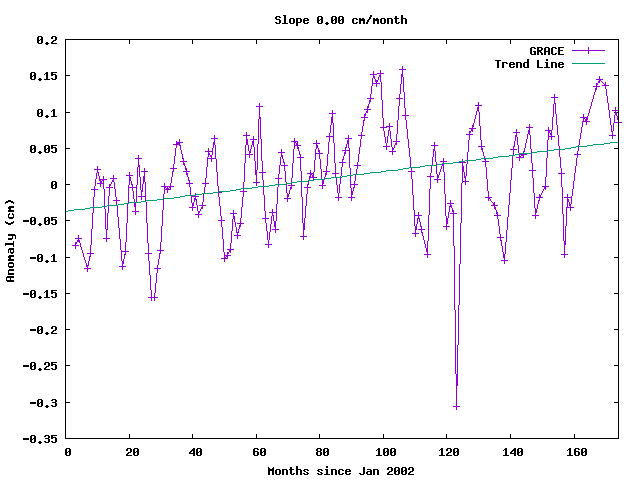 Slope 0.00 cm/month
GRACE
Trend Line
0.2
0.15
0.1
0.05
0
-0.05
-0.1
-0.15
-0.2
-0.25
-0.3
-0.35
Anomaly (cm)
0 20 40 60 80 100 120 140 160
Months since Jan 2002